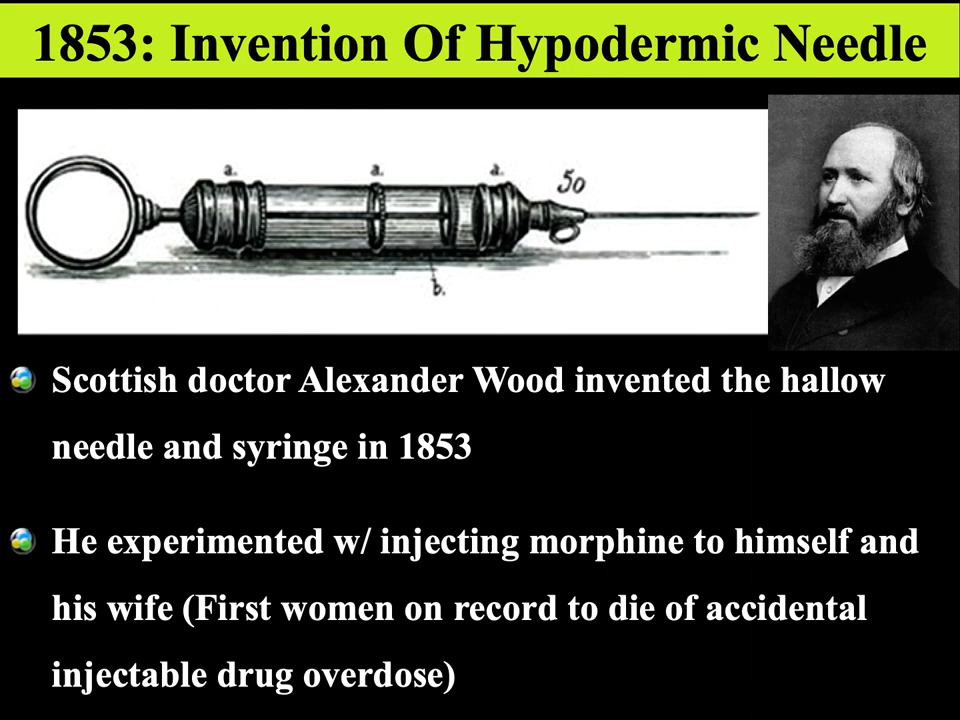 1853: Invention Of Hypodermic Needle
a. a. a. 50
b.
Scottish doctor Alexander Wood invented the hallow
needle and syringe in 1853
He experimented w/ injecting morphine to himself and
his wife (First women on record to die of accidental
injectable drug overdose)